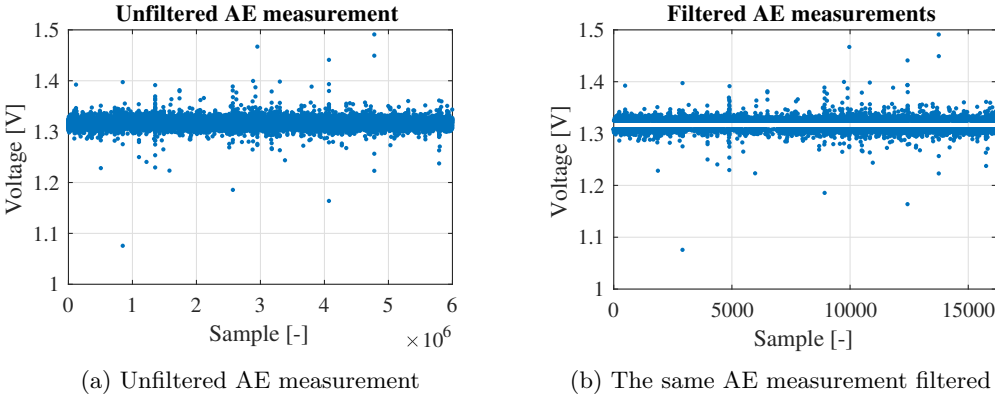 Unfiltered AE measurement
1.5
1.4
1.3
1.2
1.1
1
Voltage [V]
0 1 2 3 4 5 6
Sample [-]
×10^6
(a) Unfiltered AE measurement
Filtered AE measurements
1.5
1.4
1.3
1.2
1.1
1
Voltage [V]
0 5000 10000 15000
Sample [-]
(b) The same AE measurement filtered